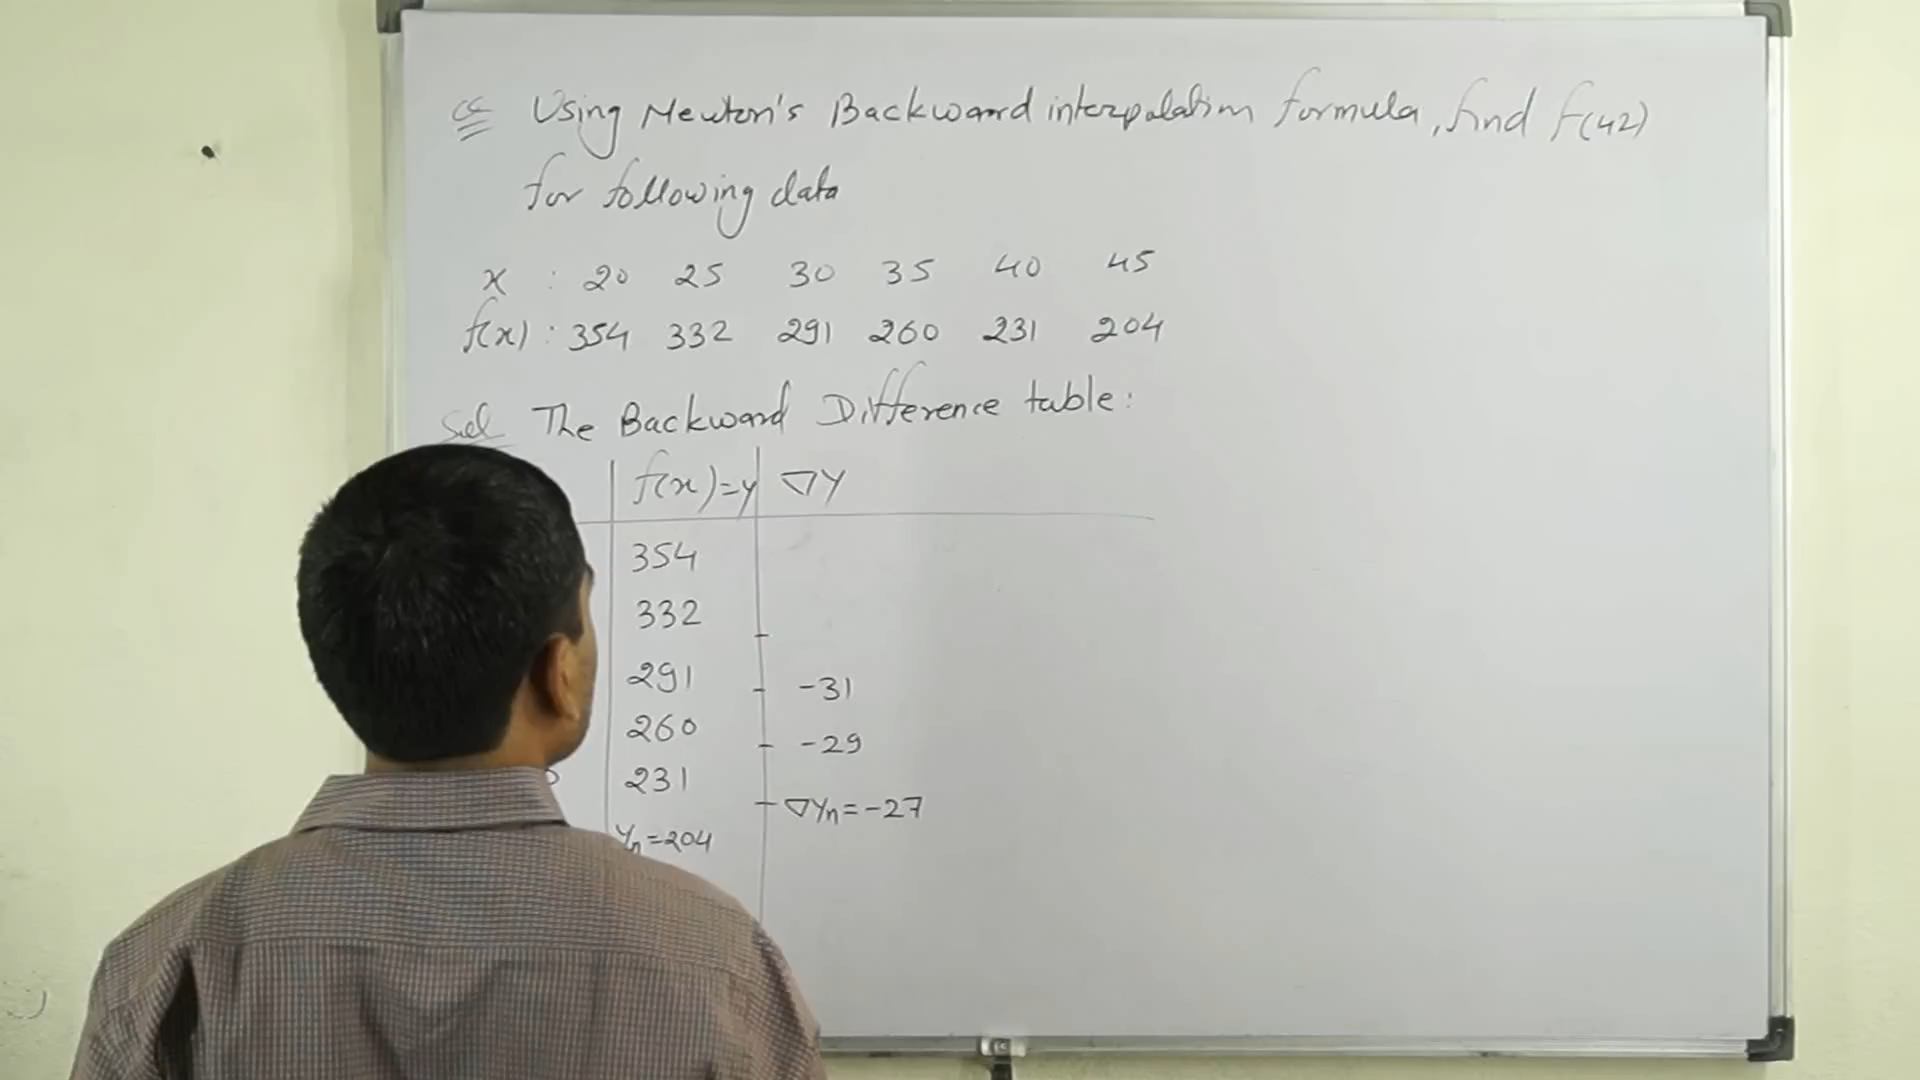 Q Using Newton's Backward interpolation formula, find f(42)
for following data
x : 20 25 30 35 40 45
f(x) : 354 332 291 260 231 204
Sol The Backward Difference table:
f(x)=y ∇y
354
332
291 -31
260 -29
231 ∇yn=-27
yn=204